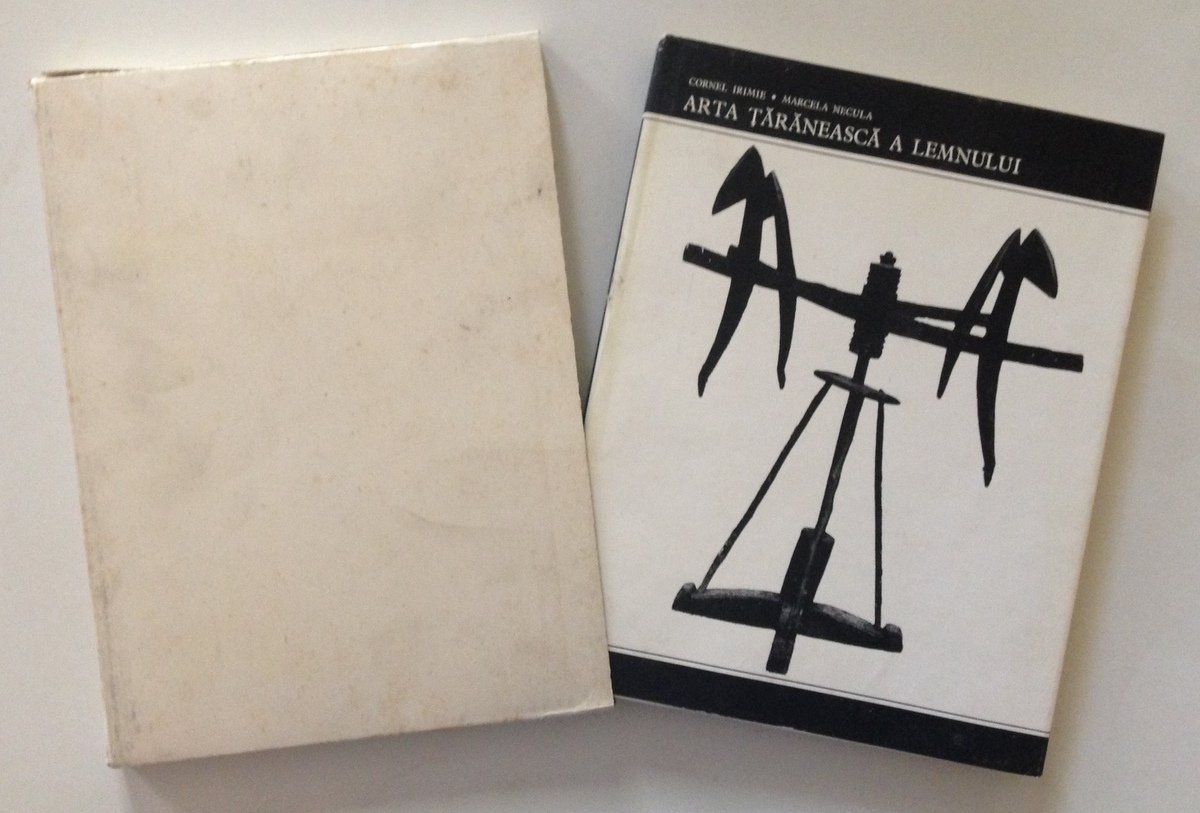 CORNEL IRIMIE • MARCELA NECULA
ARTA ȚĂRĂNEASCĂ A LEMNULUI